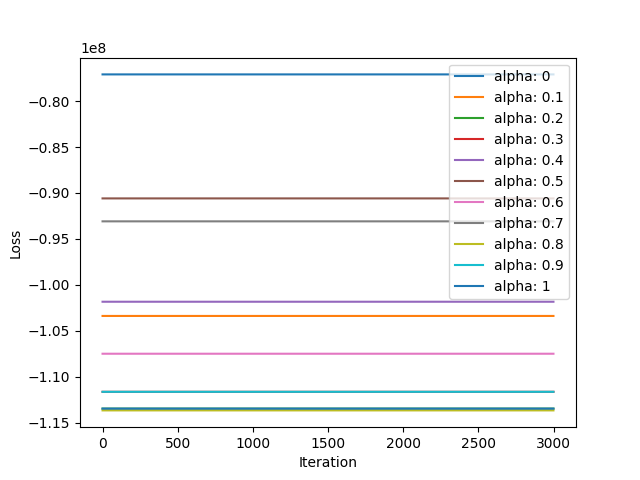 1e8
−0.80
−0.85
−0.90
−0.95
−1.00
−1.05
−1.10
−1.15
Loss
0
500
1000
1500
2000
2500
3000
Iteration
alpha: 0
alpha: 0.1
alpha: 0.2
alpha: 0.3
alpha: 0.4
alpha: 0.5
alpha: 0.6
alpha: 0.7
alpha: 0.8
alpha: 0.9
alpha: 1